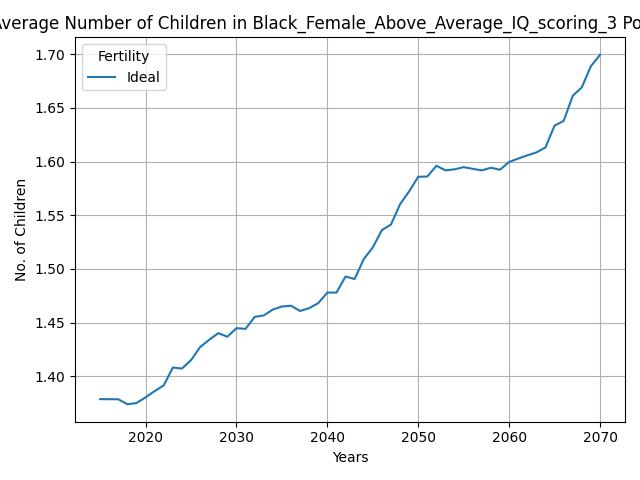 verage Number of Children in Black_Female_Above_Average_IQ_scoring_3 Po
Fertility
Ideal
1.70
1.65
1.60
1.55
1.50
1.45
1.40
No. of Children
2020 2030 2040 2050 2060 2070
Years